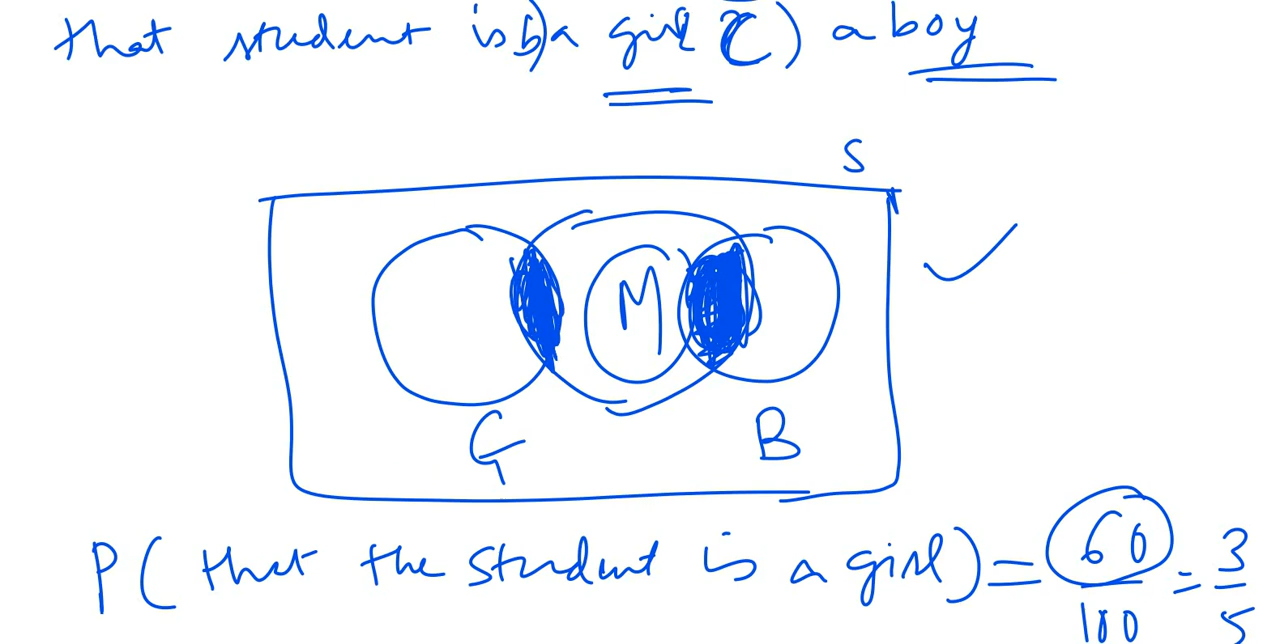 that student is b) a girl c) a boy
S
M
G
B
P( that the student is a girl) = 60/100 = 3/5